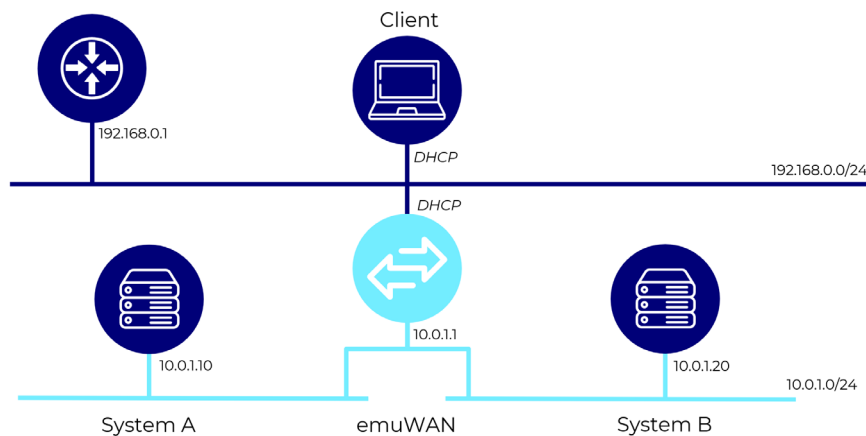 Client
192.168.0.1
DHCP
192.168.0.0/24
DHCP
10.0.1.1
10.0.1.10
10.0.1.20
10.0.1.0/24
System A
emuWAN
System B